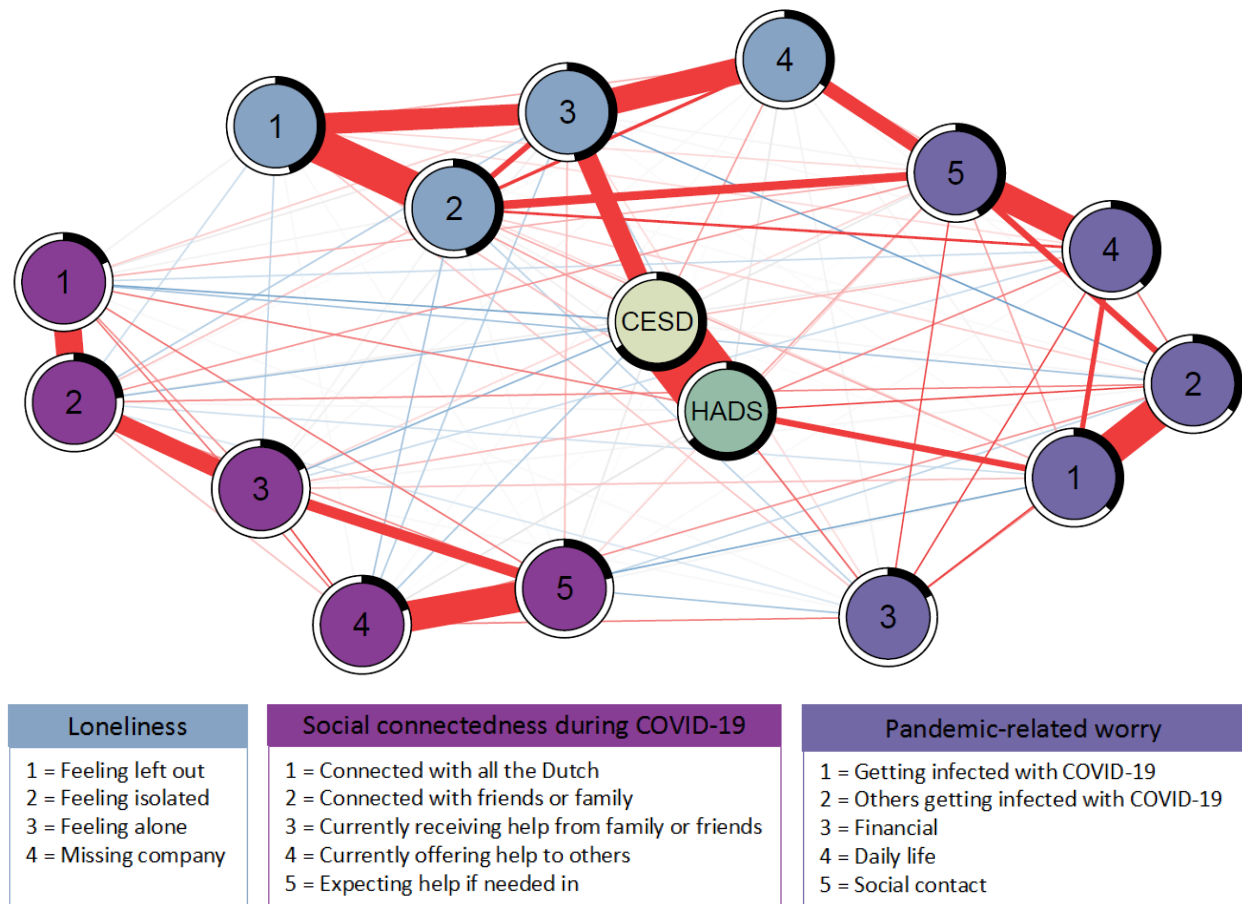 4
1
3
5
2
4
1
CESD
2
2
HADS
3
1
5
3
4
Loneliness
1 = Feeling left out
2 = Feeling isolated
3 = Feeling alone
4 = Missing company
Social connectedness during COVID-19
1 = Connected with all the Dutch
2 = Connected with friends or family
3 = Currently receiving help from family or friends
4 = Currently offering help to others
5 = Expecting help if needed in
Pandemic-related worry
1 = Getting infected with COVID-19
2 = Others getting infected with COVID-19
3 = Financial
4 = Daily life
5 = Social contact